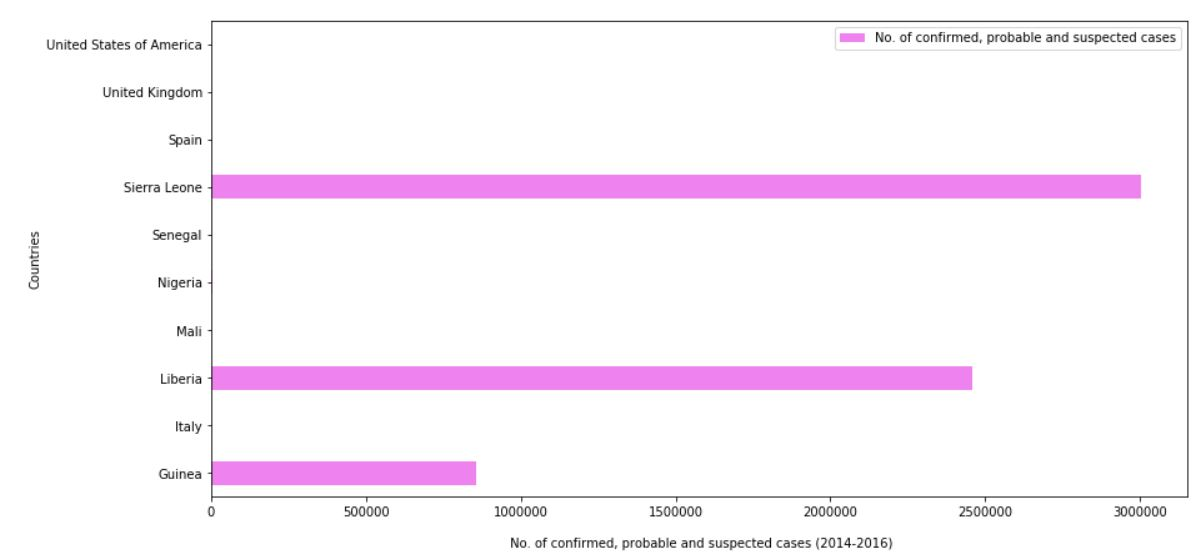 No. of confirmed, probable and suspected cases
United States of America
United Kingdom
Spain
Sierra Leone
Senegal
Nigeria
Mali
Liberia
Italy
Guinea
Countries
0 500000 1000000 1500000 2000000 2500000 3000000
No. of confirmed, probable and suspected cases (2014-2016)